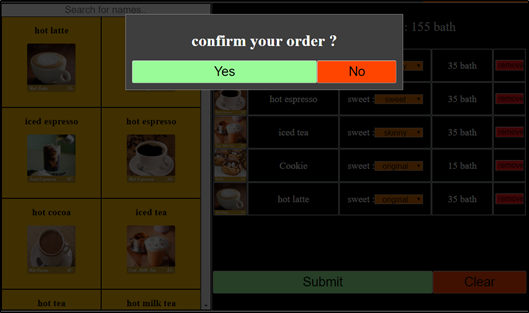 Search for names..
: 155 bath
confirm your order ?
Yes
No
hot latte
35 bath
remove
hot espresso
sweet : sweet
35 bath
remove
iced espresso
hot espresso
iced tea
sweet : skinny
35 bath
remove
Cookie
sweet : original
15 bath
remove
hot cocoa
iced tea
hot latte
sweet : original
35 bath
remove
Submit
Clear
hot tea
hot milk tea